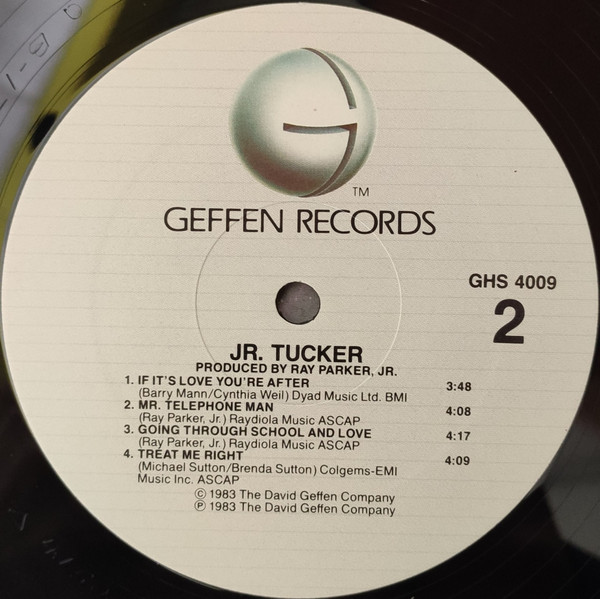 TM
GEFFEN RECORDS
GHS 4009
2
JR. TUCKER
PRODUCED BY RAY PARKER, JR.
1. IF IT'S LOVE YOU'RE AFTER 3:48
(Barry Mann/Cynthia Weil) Dyad Music Ltd. BMI
2. MR. TELEPHONE MAN 4:08
(Ray Parker, Jr.) Raydiola Music ASCAP
3. GOING THROUGH SCHOOL AND LOVE 4:17
(Ray Parker, Jr.) Raydiola Music ASCAP
4. TREAT ME RIGHT 4:09
(Michael Sutton/Brenda Sutton) Colgems-EMI
Music Inc. ASCAP
© 1983 The David Geffen Company
℗ 1983 The David Geffen Company